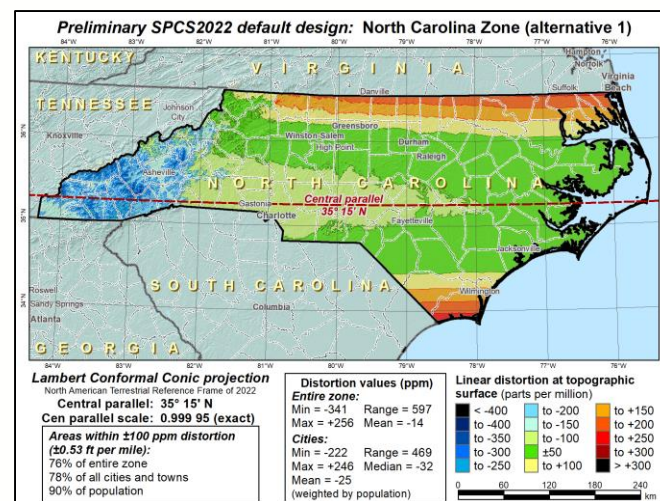 Preliminary SPCS2022 default design: North Carolina Zone (alternative 1)
84°W 83°W 82°W 81°W 80°W 79°W 78°W 77°W 76°W
KENTUCKY
Hampton
Norfolk
VIRGINIA
Virginia
Beach
TENNESSEE
Danville
Suffolk
Johnson
City
36°N
Knoxville
Greensboro
Winston-Salem
High Point
Durham
Raleigh
Asheville
NORTH CAROLINA
Central parallel
35° 15' N
Gastonia
Charlotte
Fayetteville
35°N
Jacksonville
SOUTH CAROLINA
Roswell
Sandy Springs
Wilmington
Columbia
Atlanta
34°N
GEORGIA
84°W 83°W 82°W 81°W 80°W 79°W 78°W 77°W 76°W
Lambert Conformal Conic projection
North American Terrestrial Reference Frame of 2022
Central parallel: 35° 15' N
Cen parallel scale: 0.999 95 (exact)
Areas within ±100 ppm distortion
(±0.53 ft per mile):
76% of entire zone
78% of all cities and towns
90% of population
Distortion values (ppm)
Entire zone:
Min = -341 Range = 597
Max = +256 Mean = -14
Cities:
Min = -222 Range = 469
Max = +246 Median = -32
Mean = -25
(weighted by population)
Linear distortion at topographic
surface (parts per million)
< -400 to -200 to +150
to -400 to -150 to +200
to -350 to -100 to +250
to -300 ±50 to +300
to -250 to +100 > +300
0 60 120 180 240
km